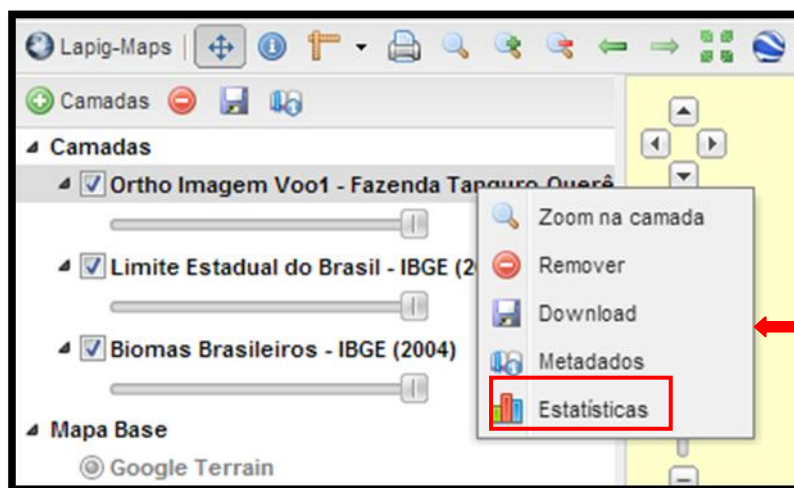 Lapig-Maps
Camadas
Camadas
Ortho Imagem Voo1 - Fazenda Tanguro Querê
Zoom na camada
Limite Estadual do Brasil - IBGE
Remover
Download
Biomas Brasileiros - IBGE (2004)
Metadados
Estatísticas
Mapa Base
Google Terrain